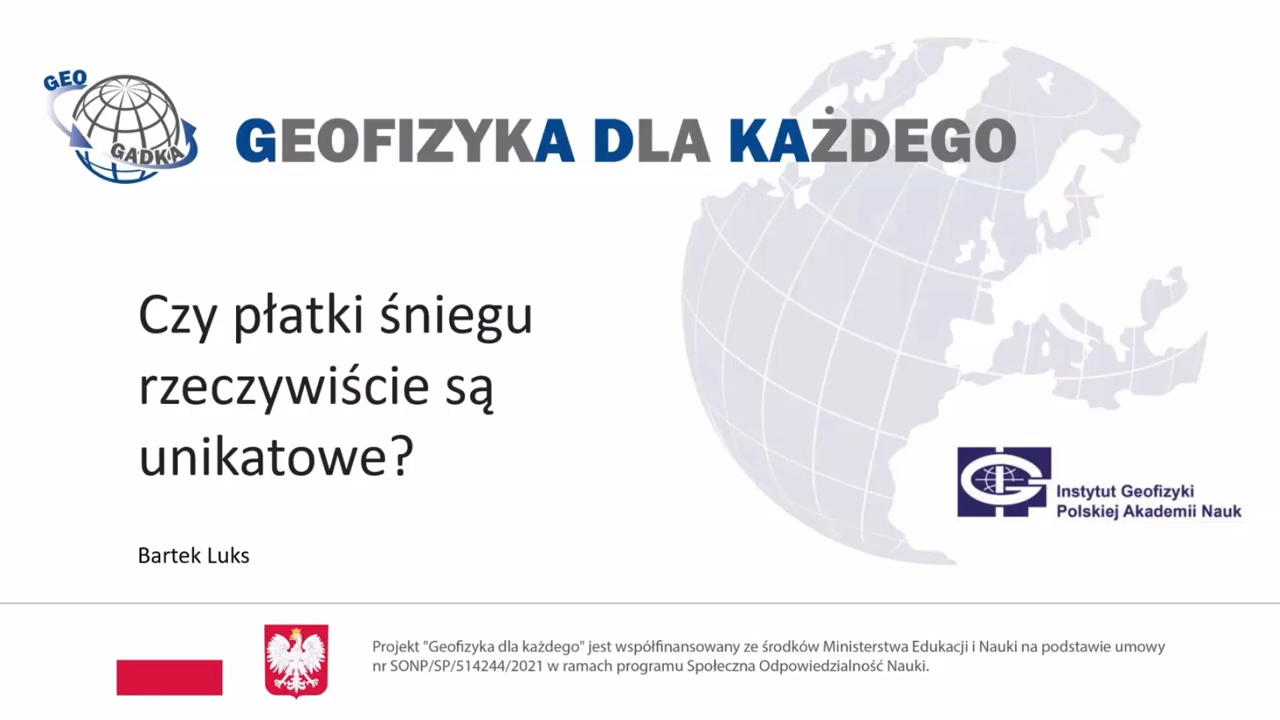 GEO
GADKA
GEOFIZYKA DLA KAŻDEGO
Czy płatki śniegu
rzeczywiście są
unikatowe?
Instytut Geofizyki
Polskiej Akademii Nauk
Bartek Luks
Projekt "Geofizyka dla każdego" jest współfinansowany ze środków Ministerstwa Edukacji i Nauki na podstawie umowy
nr SONP/SP/514244/2021 w ramach programu Społeczna Odpowiedzialność Nauki.